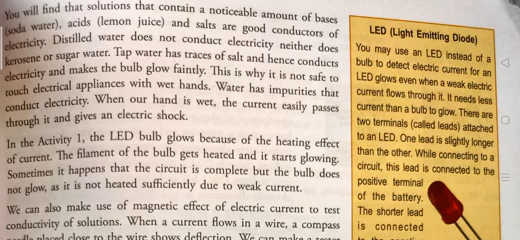 You will find that solutions that contain a noticeable amount of bases
(soda water), acids (lemon juice) and salts are good conductors of
electricity. Distilled water does not conduct electricity neither does
kerosene or sugar water. Tap water has traces of salt and hence conducts
electricity and makes the bulb glow faintly. This is why it is not safe to
touch electrical appliances with wet hands. Water has impurities that
conduct electricity. When our hand is wet, the current easily passes
through it and gives an electric shock.
In the Activity 1, the LED bulb glows because of the heating effect
of current. The filament of the bulb gets heated and it starts glowing.
Sometimes it happens that the circuit is complete but the bulb does
not glow, as it is not heated sufficiently due to weak current.
We can also make use of magnetic effect of electric current to test
conductivity of solutions. When a current flows in a wire, a compass
needle placed close to the wire shows deflection. We can make a tester
LED (Light Emitting Diode)
You may use an LED instead of a
bulb to detect electric current for an
LED glows even when a weak electric
current flows through it. It needs less
current than a bulb to glow. There are
two terminals (called leads) attached
to an LED. One lead is slightly longer
than the other. While connecting to a
circuit, this lead is connected to the
positive terminal
of the battery.
The shorter lead
is connected